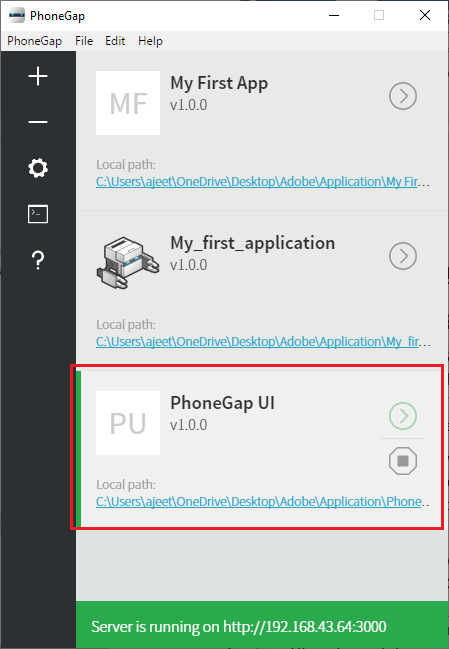 PhoneGap
PhoneGap File Edit Help
MF
My First App
v1.0.0
Local path:
C:\Users\ajeet\OneDrive\Desktop\Adobe\Application\My Fir...
My_first_application
v1.0.0
Local path:
C:\Users\ajeet\OneDrive\Desktop\Adobe\Application\My_fir...
PU
PhoneGap UI
v1.0.0
Local path:
C:\Users\ajeet\OneDrive\Desktop\Adobe\Application\Phone...
Server is running on http://192.168.43.64:3000